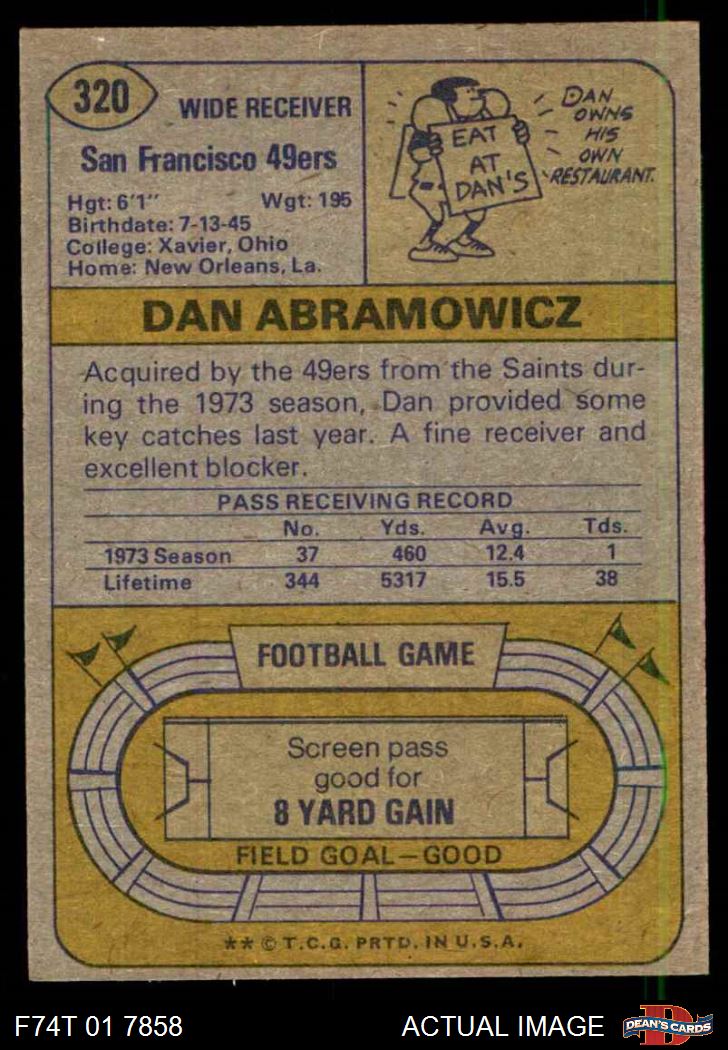 320
WIDE RECEIVER
San Francisco 49ers
Hgt: 6'1"
Wgt: 195
Birthdate: 7-13-45
College: Xavier, Ohio
Home: New Orleans, La.
EAT
AT
DAN'S
DAN
OWNS
HIS
OWN
RESTAURANT.
DAN ABRAMOWICZ
Acquired by the 49ers from the Saints dur-
ing the 1973 season, Dan provided some
key catches last year. A fine receiver and
excellent blocker.
PASS RECEIVING RECORD
No. Yds. Avg. Tds.
1973 Season 37 460 12.4 1
Lifetime 344 5317 15.5 38
FOOTBALL GAME
Screen pass
good for
8 YARD GAIN
FIELD GOAL—GOOD
** © T.C.G. PRTD. IN U.S.A.
F74T 01 7858
ACTUAL IMAGE
D
DEAN'S CARDS